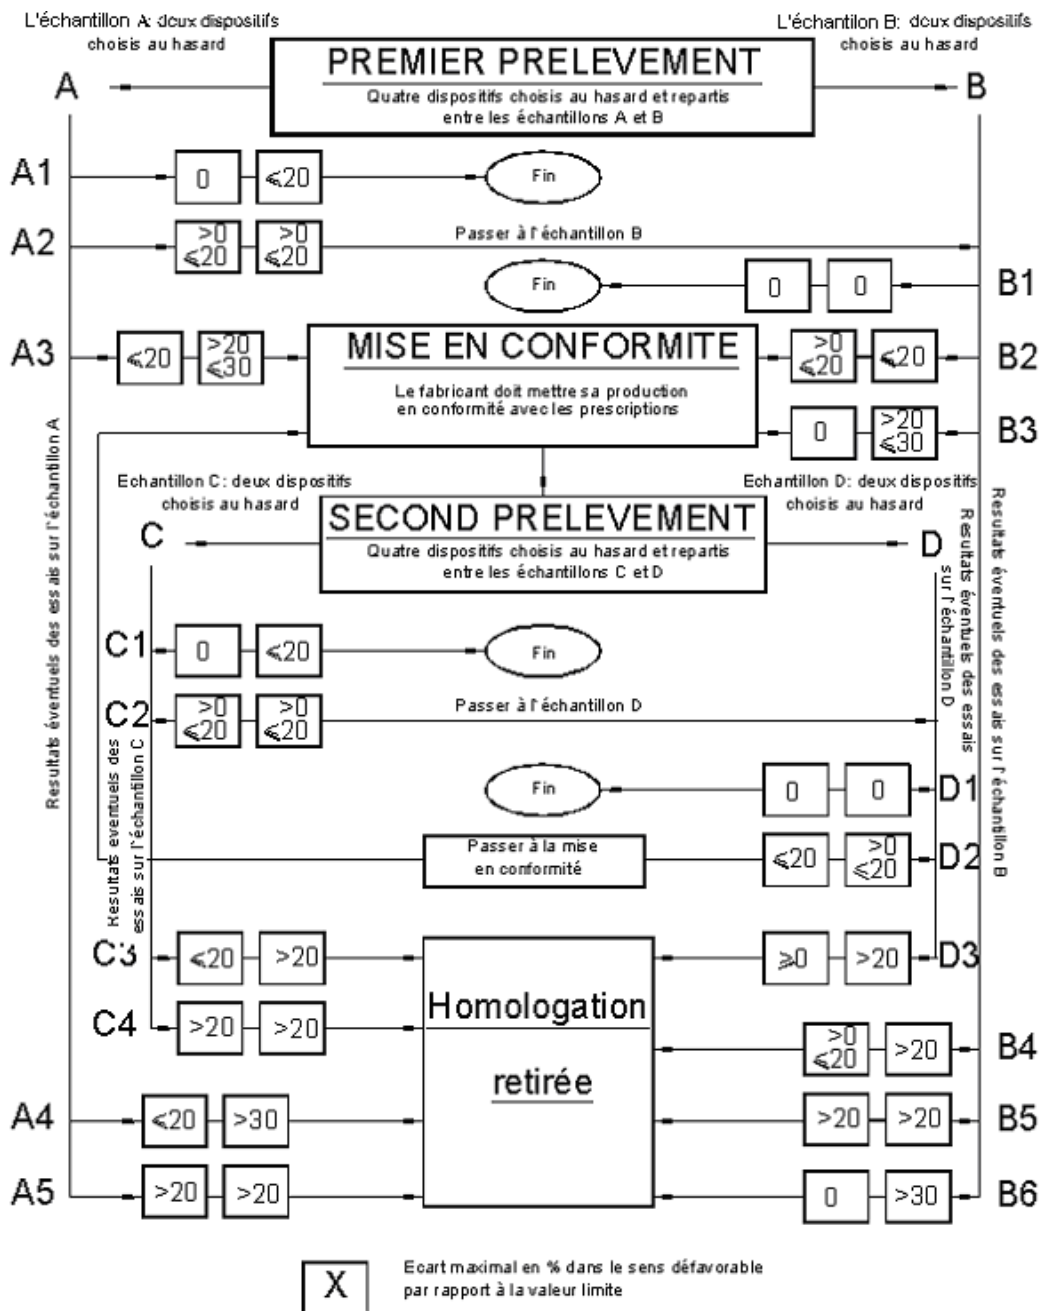 L'échantillon A: deux dispositifs
choisis au hasard
L'échantillon B: deux dispositifs
choisis au hasard
A
PREMIER PRELEVEMENT
Quatre dispositifs choisis au hasard et repartis
entre les échantillons A et B
B
A1
0
⩽20
Fin
A2
>0
⩽20
>0
⩽20
Passer à l'échantillon B
Fin
0
0
B1
A3
⩽20
>20
⩽30
MISE EN CONFORMITE
Le fabricant doit mettre sa production
en conformité avec les prescriptions
>0
⩽20
⩽20
B2
0
>20
⩽30
B3
Echantillon C: deux dispositifs
choisis au hasard
Echantillon D: deux dispositifs
choisis au hasard
C
SECOND PRELEVEMENT
Quatre dispositifs choisis au hasard et repartis
entre les échantillons C et D
D
Resultats éventuels des essais sur l'échantillon A
Resultats éventuels des essais
sur l'échantillon D
Resultats éventuels des essais sur l'échantillon B
C1
0
⩽20
Fin
C2
>0
⩽20
>0
⩽20
Passer à l'échantillon D
Resultats éventuels des
essais sur l'échantillon C
Fin
0
0
D1
Passer à la mise
en conformité
⩽20
>0
⩽20
D2
C3
⩽20
>20
Homologation
retirée
⩾0
>20
D3
C4
>20
>20
>0
⩽20
>20
B4
A4
⩽20
>30
>20
>20
B5
A5
>20
>20
0
>30
B6
X
Ecart maximal en % dans le sens défavorable
par rapport à la valeur limite